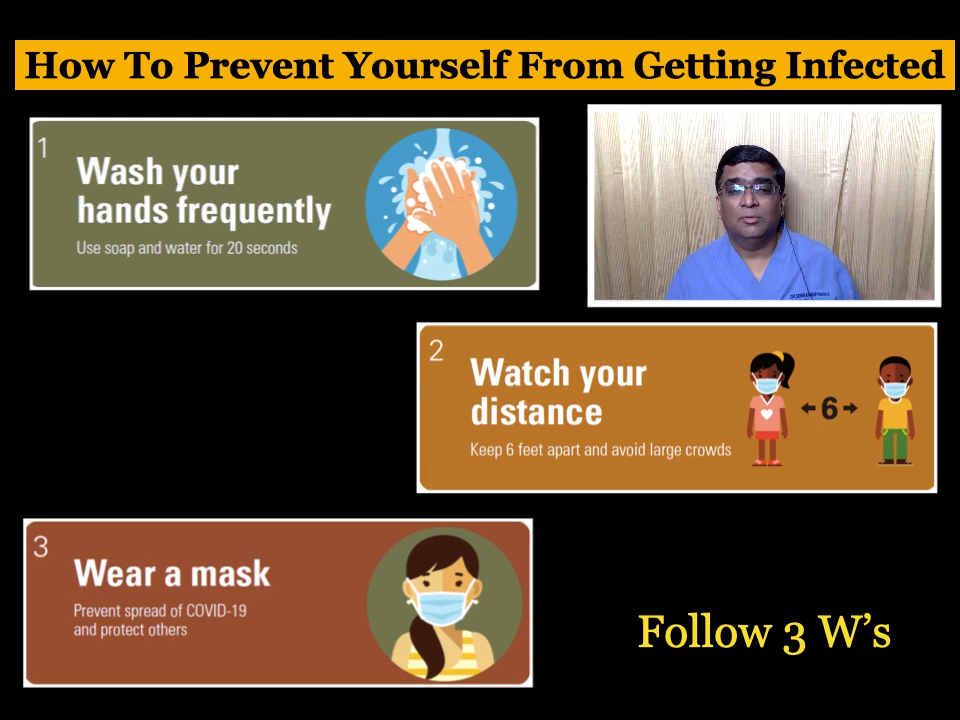 How To Prevent Yourself From Getting Infected
1
Wash your
hands frequently
Use soap and water for 20 seconds
2
Watch your
distance
Keep 6 feet apart and avoid large crowds
6
3
Wear a mask
Prevent spread of COVID-19
and protect others
Follow 3 W's